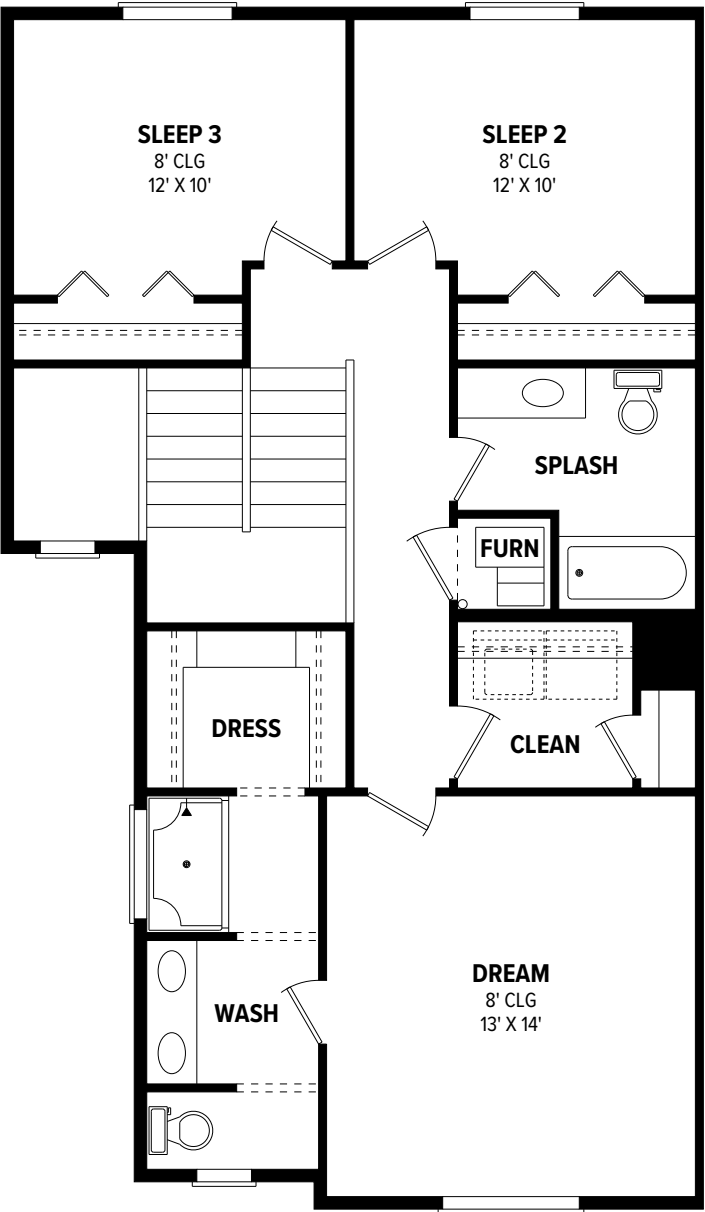 SLEEP 3
8' CLG
12' X 10'
SLEEP 2
8' CLG
12' X 10'
SPLASH
FURN
DRESS
CLEAN
DREAM
8' CLG
13' X 14'
WASH